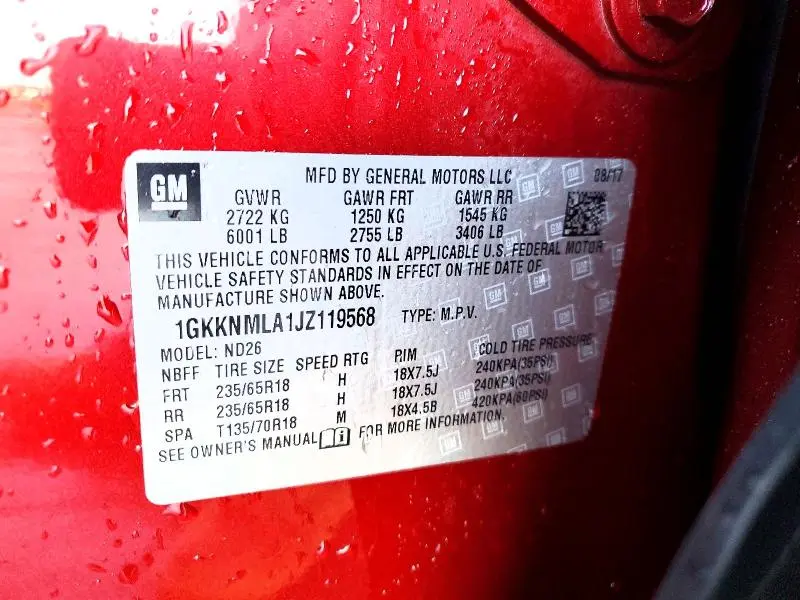 GM
MFD BY GENERAL MOTORS LLC 08/17
GVWR GAWR FRT GAWR RR
2722 KG 1250 KG 1545 KG
6001 LB 2755 LB 3406 LB
THIS VEHICLE CONFORMS TO ALL APPLICABLE U.S. FEDERAL MOTOR
VEHICLE SAFETY STANDARDS IN EFFECT ON THE DATE OF
MANUFACTURE SHOWN ABOVE.
1GKKNMLA1JZ119568 TYPE: M.P.V.
MODEL: ND26
NBFF TIRE SIZE SPEED RTG RIM COLD TIRE PRESSURE
FRT 235/65R18 H 18X7.5J 240KPA(35PSI)
RR 235/65R18 H 18X7.5J 240KPA(35PSI)
SPA T135/70R18 M 18X4.5B 420KPA(60PSI)
SEE OWNER'S MANUAL FOR MORE INFORMATION.